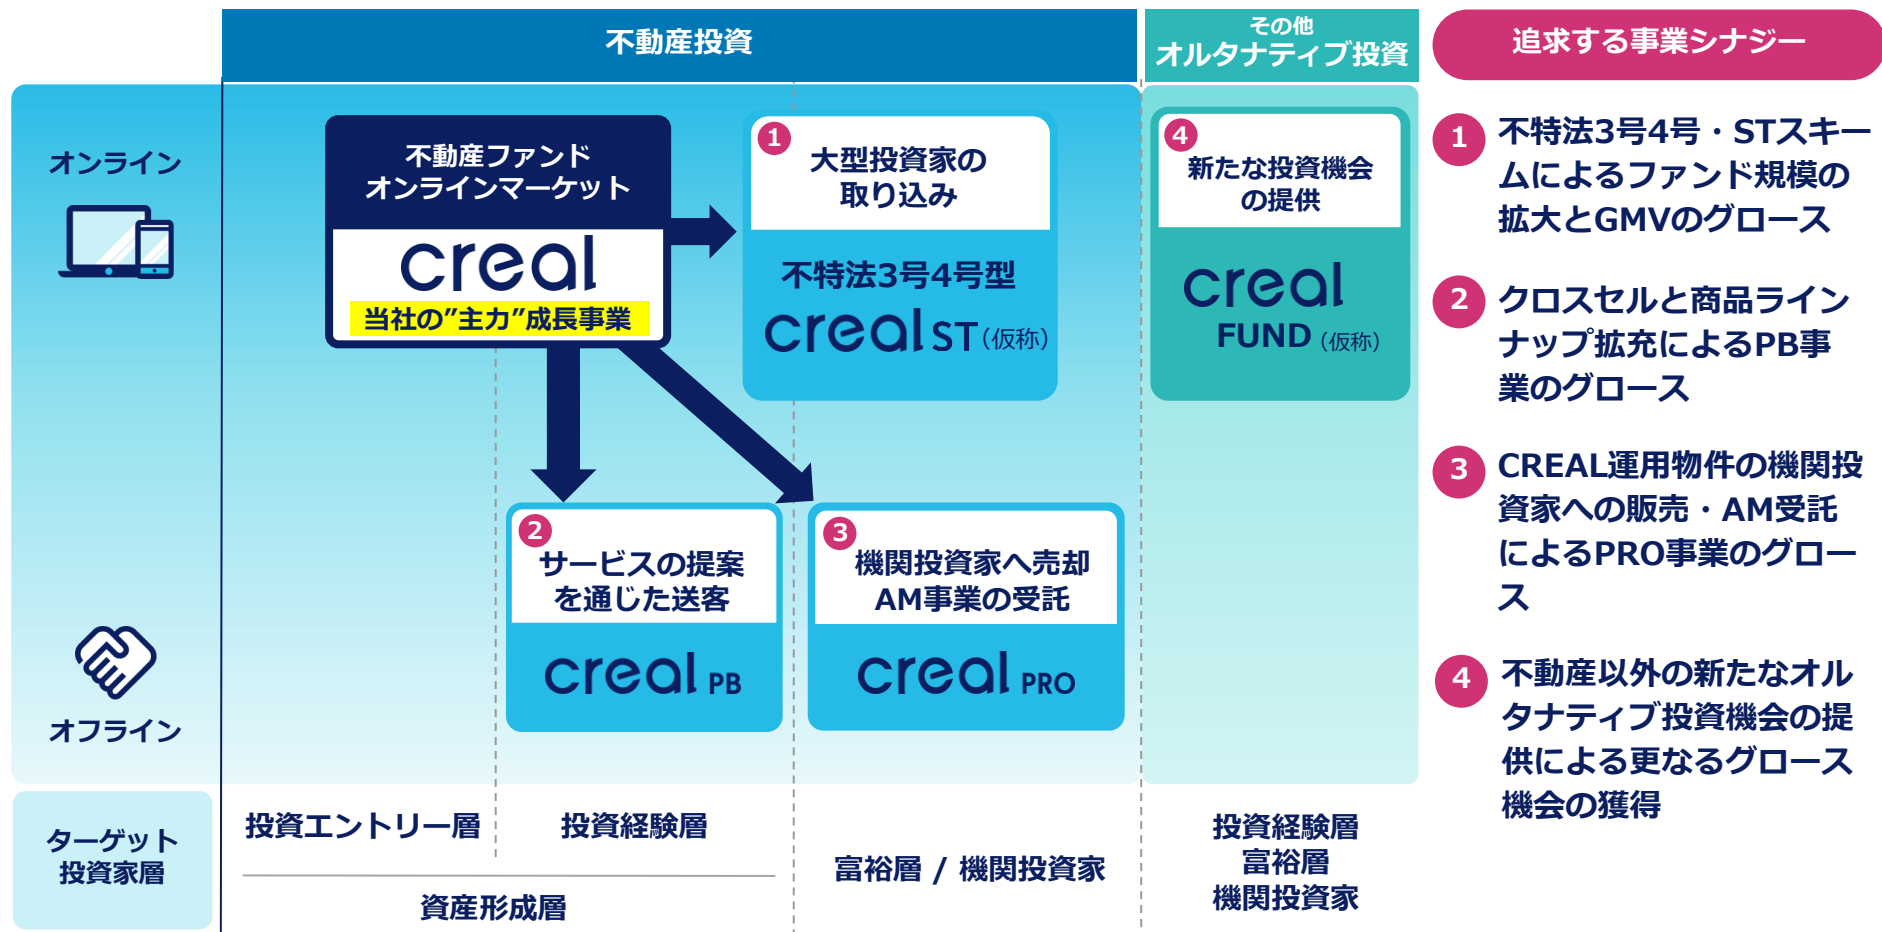 不動産投資
その他
オルタナティブ投資
追求する事業シナジー
オンライン
不動産ファンド
オンラインマーケット
creal
当社の”主力”成長事業
1
大型投資家の
取り込み
不特法3号4号型
creal ST(仮称)
4
新たな投資機会
の提供
creal
FUND(仮称)
2
サービスの提案
を通じた送客
creal PB
3
機関投資家へ売却
AM事業の受託
creal PRO
オフライン
ターゲット
投資家層
投資エントリー層
投資経験層
資産形成層
富裕層 / 機関投資家
投資経験層
富裕層
機関投資家
1
不特法3号4号・STスキー
ムによるファンド規模の
拡大とGMVのグロース
2
クロスセルと商品ライン
ナップ拡充によるPB事
業のグロース
3
CREAL運用物件の機関投
資家への販売・AM受託
によるPRO事業のグロー
ス
4
不動産以外の新たなオル
タナティブ投資機会の提
供による更なるグロース
機会の獲得